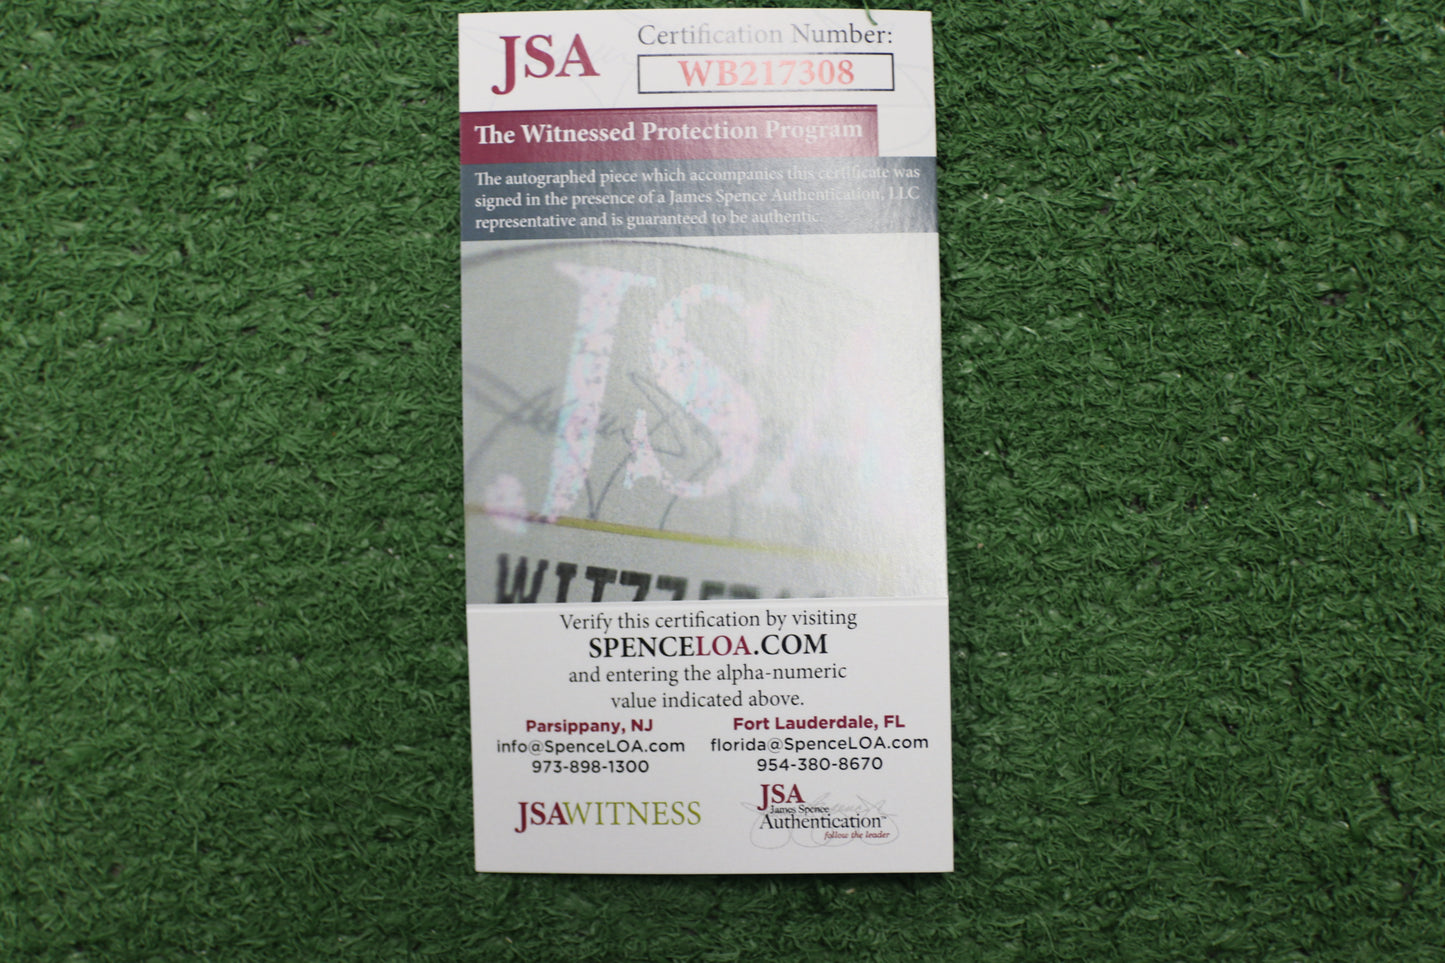 JSA
Certification Number:
WB217308
The Witnessed Protection Program
The autographed piece which accompanies this certificate was
signed in the presence of a James Spence Authentication, LLC
representative and is guaranteed to be authentic.
JSA
Verify this certification by visiting
SPENCELOA.COM
and entering the alpha-numeric
value indicated above.
Parsippany, NJ
info@SpenceLOA.com
973-898-1300
Fort Lauderdale, FL
florida@SpenceLOA.com
954-380-8670
JSAWITNESS
JSA
James Spence
Authentication™
follow the leader